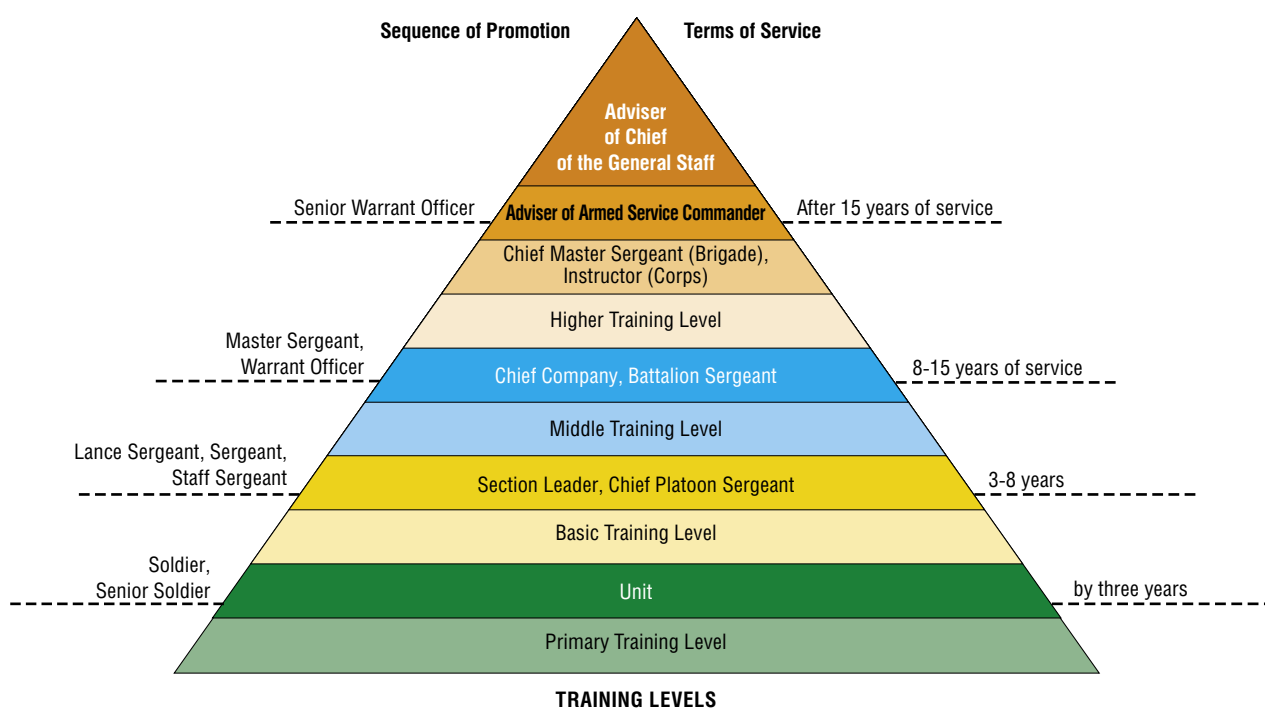 Sequence of Promotion
Terms of Service
Adviser
of Chief
of the General Staff
Senior Warrant Officer
Adviser of Armed Service Commander
After 15 years of service
Chief Master Sergeant (Brigade),
Instructor (Corps)
Higher Training Level
Master Sergeant,
Warrant Officer
Chief Company, Battalion Sergeant
8-15 years of service
Middle Training Level
Lance Sergeant, Sergeant,
Staff Sergeant
Section Leader, Chief Platoon Sergeant
3-8 years
Basic Training Level
Soldier,
Senior Soldier
Unit
by three years
Primary Training Level
TRAINING LEVELS